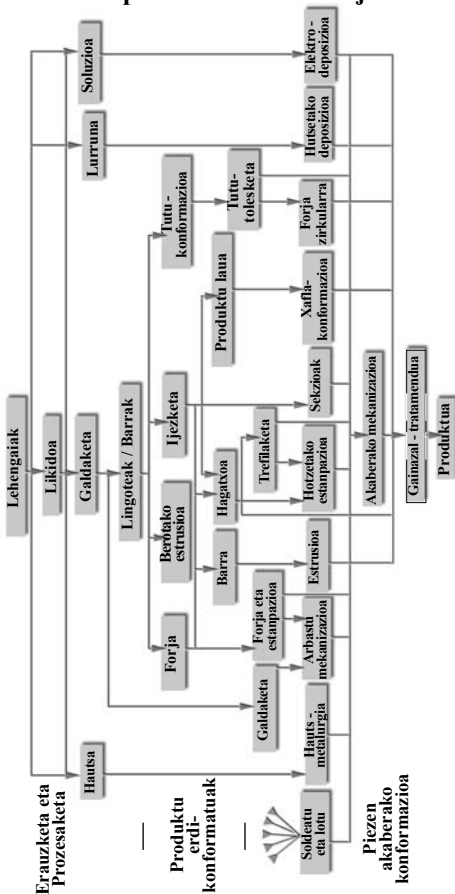 Lehengaiak
Erauzketa eta
Prozesaketa
Hautsa
Likidoa
Lurruna
Soluzioa
Galdaketa
Lingoteak / Barrak
Produktu
erdi-
konformatuak
Forja
Berotako
estrusioa
Ijezketa
Tutu-
konformazioa
Galdaketa
Forja eta
estanpazioa
Barra
Hagatxoa
Trefilaketa
Produktu laua
Tutu-
tolesketa
Soldeatu
eta lotu
Hauts -
metalurgia
Arbastu
mekanizazioa
Estrusioa
Hotzetako
estanpazioa
Sekzioak
Xafla-
konformazioa
Forja
zirkularra
Hutsetako
deposizioa
Elektro -
deposizioa
Piezen
akaberako
konformazioa
Akaberako mekanizazioa
Gainazal - tratamendua
Produktua